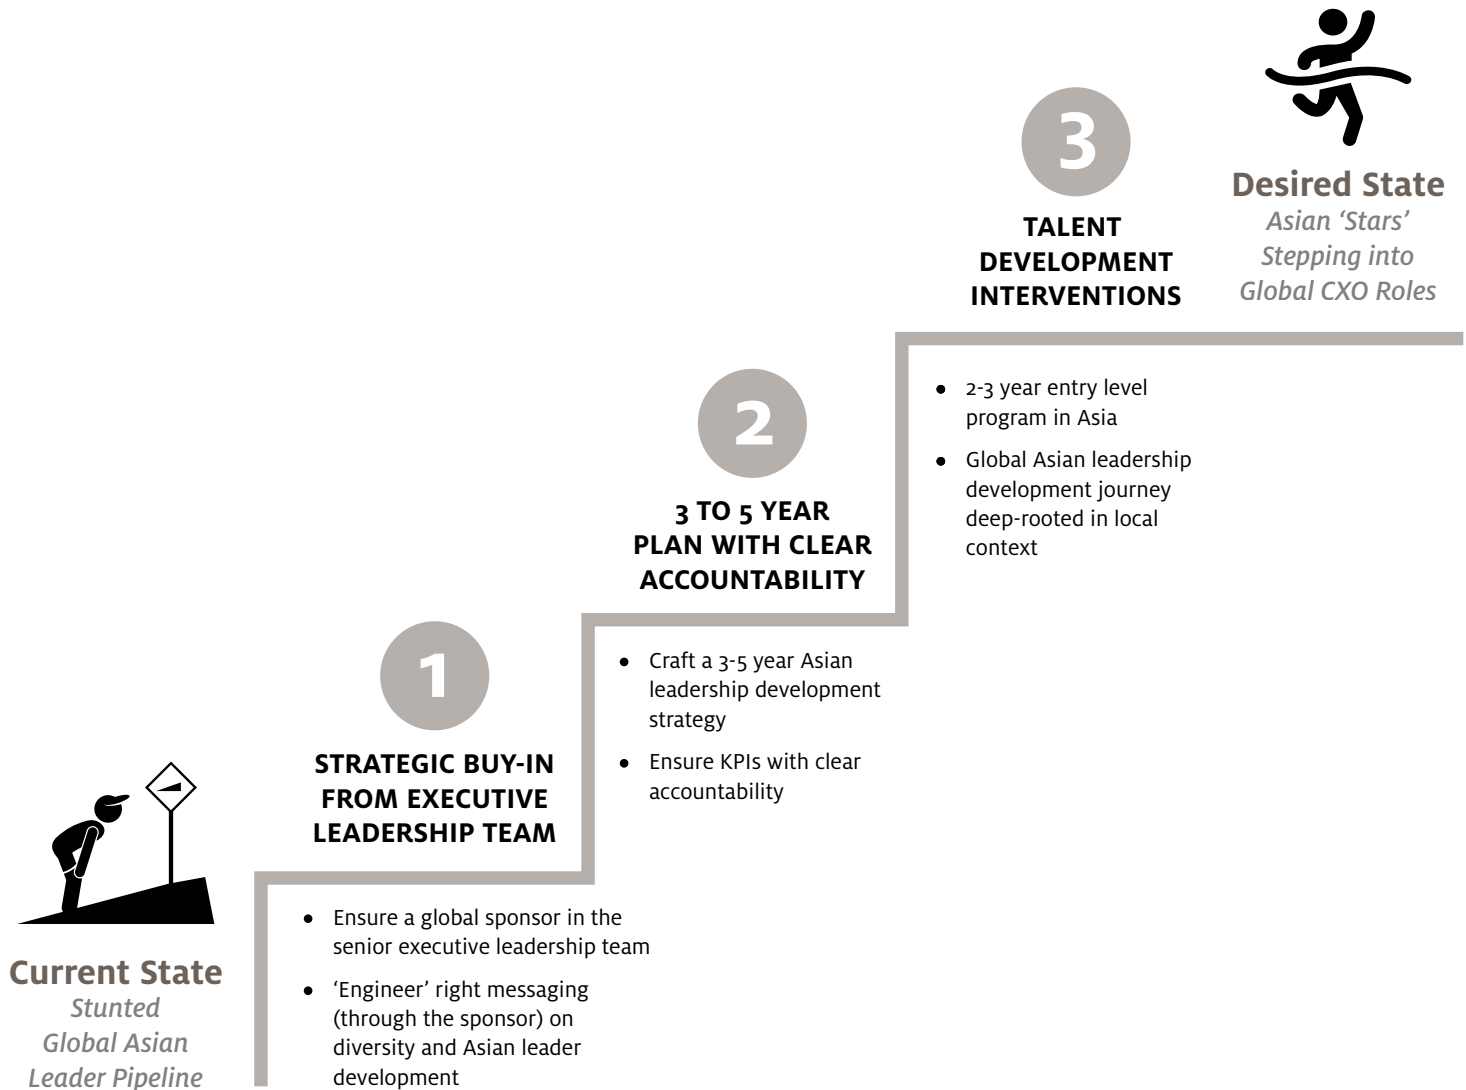 Current State
Stunted
Global Asian
Leader Pipeline
1
STRATEGIC BUY-IN
FROM EXECUTIVE
LEADERSHIP TEAM
• Ensure a global sponsor in the
senior executive leadership team
• ‘Engineer’ right messaging
(through the sponsor) on
diversity and Asian leader
development
2
3 TO 5 YEAR
PLAN WITH CLEAR
ACCOUNTABILITY
• Craft a 3-5 year Asian
leadership development
strategy
• Ensure KPIs with clear
accountability
3
TALENT
DEVELOPMENT
INTERVENTIONS
• 2-3 year entry level
program in Asia
• Global Asian leadership
development journey
deep-rooted in local
context
Desired State
Asian ‘Stars’
Stepping into
Global CXO Roles